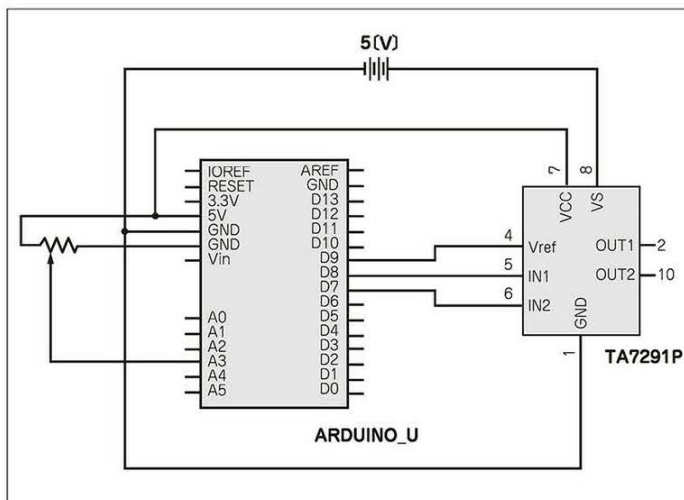 5(V)
IOREF
RESET
3.3V
5V
GND
GND
Vin
A0
A1
A2
A3
A4
A5
AREF
GND
D13
D12
D11
D10
D9
D8
D7
D6
D5
D4
D3
D2
D1
D0
ARDUINO_U
7
8
VCC
VS
4
Vref
5
IN1
6
IN2
OUT1
2
OUT2
10
GND
1
TA7291P